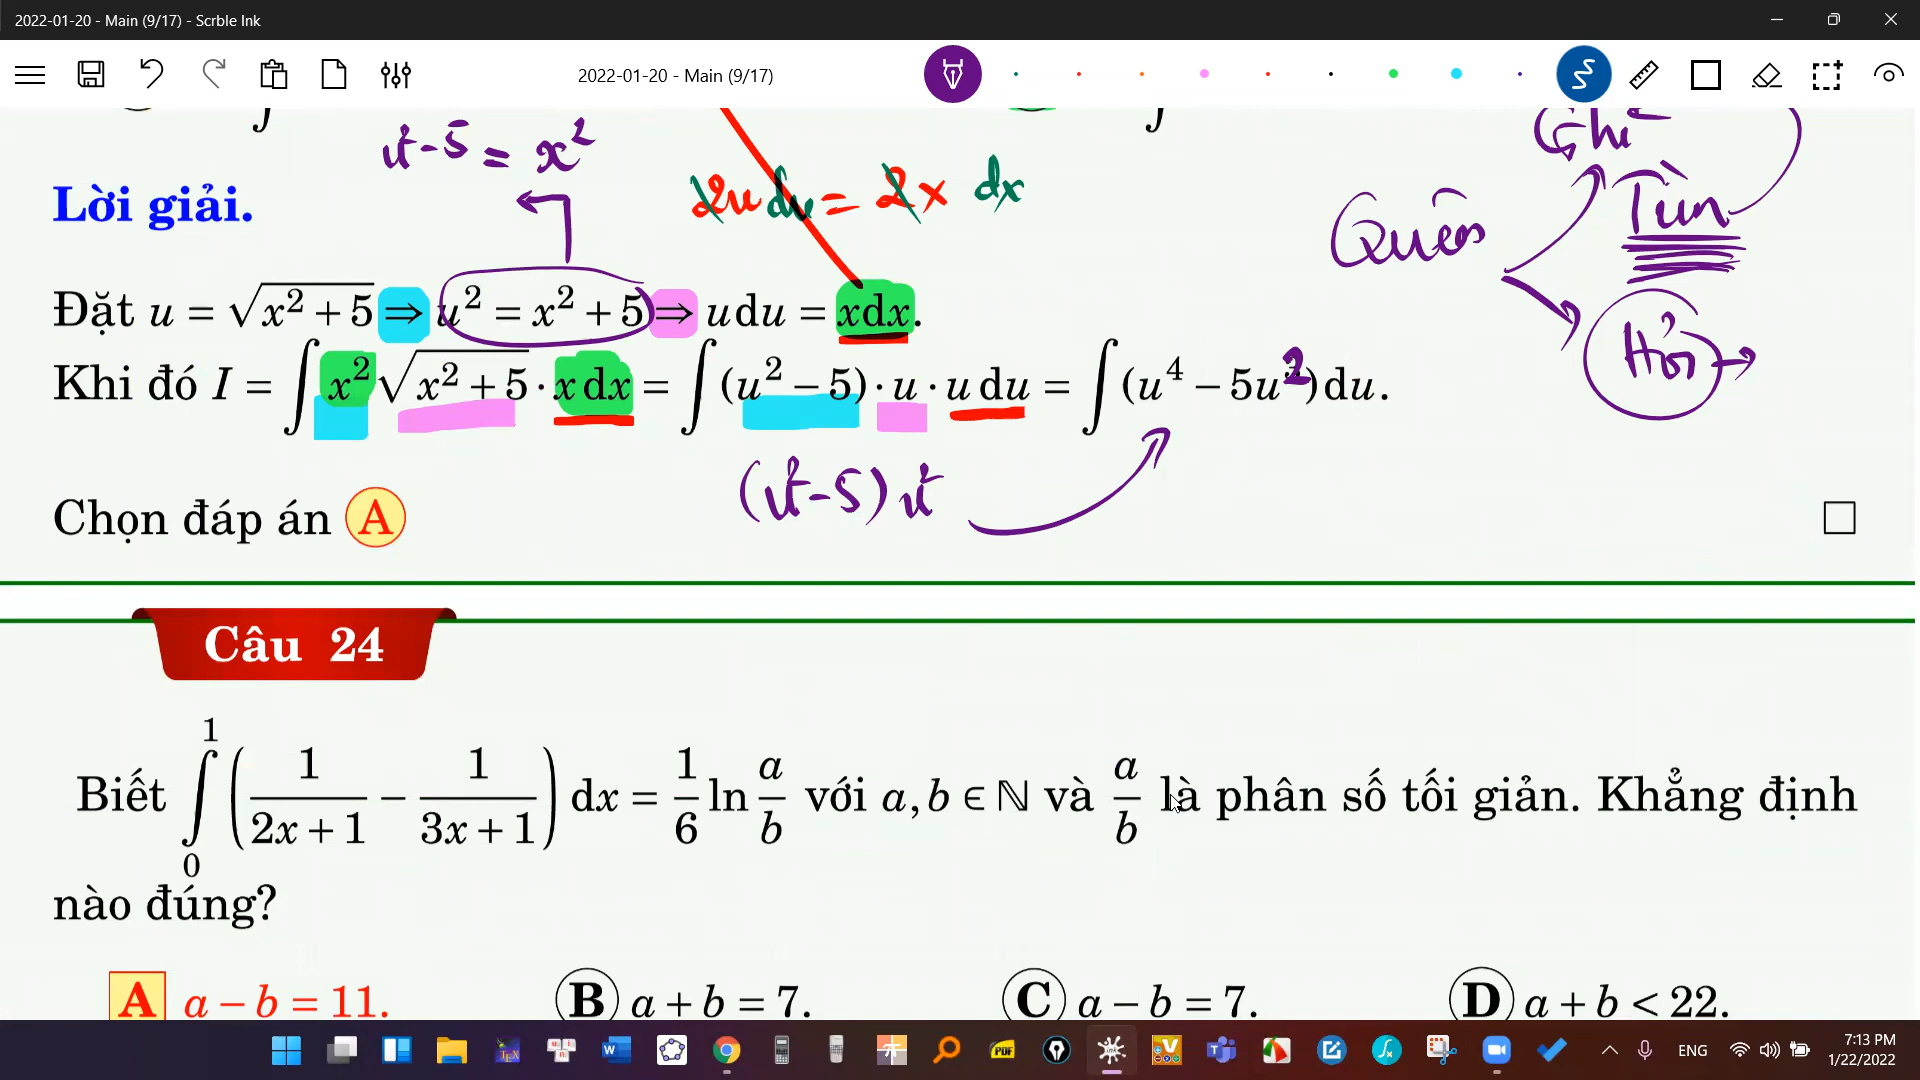 2022-01-20 - Main (9/17) - Scrble Ink
2022-01-20 - Main (9/17)
u² - 5 = x²
2u du = 2x dx
Ghi
Quên
Tìm
Hỏi
Lời giải.
Đặt u = √(x² + 5) ⇒ u² = x² + 5 ⇒ u du = x dx.
Khi đó I = ∫ x² √(x² + 5) · x dx = ∫ (u² − 5) · u · u du = ∫ (u⁴ − 5u²) du.
(u² - 5) u²
Chọn đáp án A
Câu 24
Biết ∫₀¹ (1/(2x + 1) − 1/(3x + 1)) dx = 1/6 ln a/b với a, b ∈ ℕ và a/b là phân số tối giản. Khẳng định
nào đúng?
A a − b = 11. B a + b = 7. C a − b = 7. D a + b < 22.
ENG
7:13 PM
1/22/2022